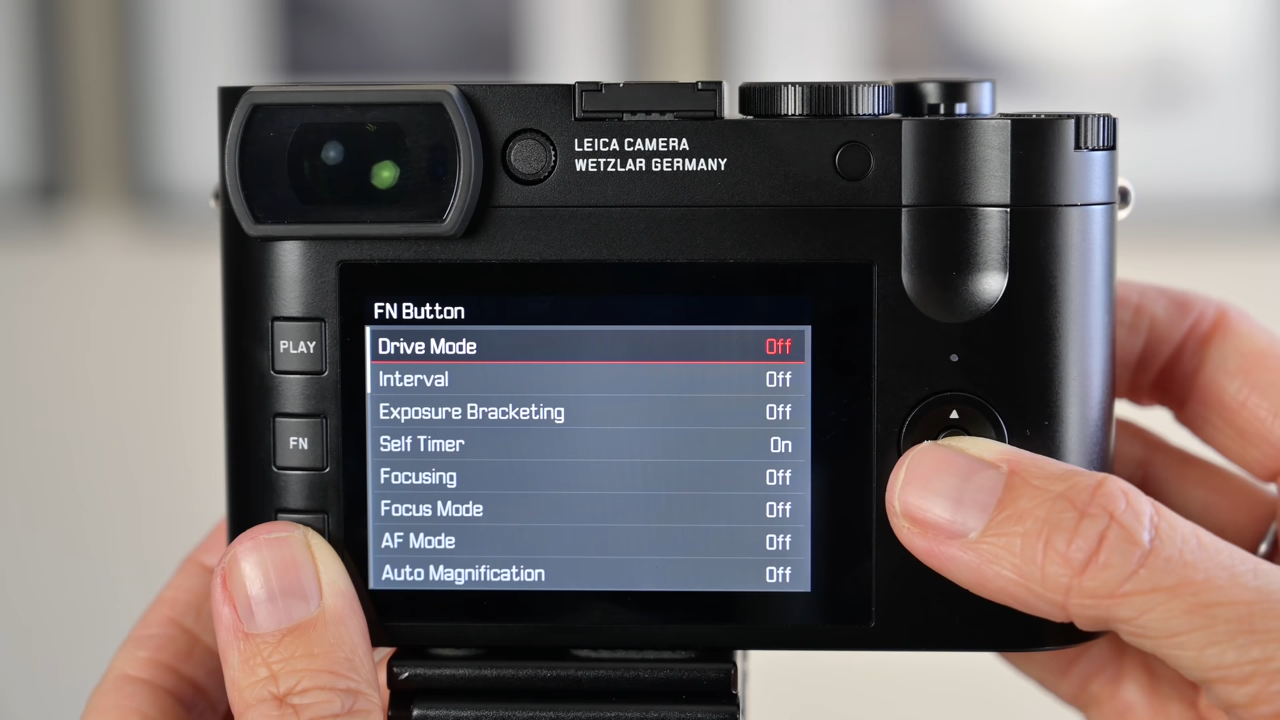 LEICA CAMERA
WETZLAR GERMANY
FN Button
Drive Mode Off
Interval Off
Exposure Bracketing Off
Self Timer On
Focusing Off
Focus Mode Off
AF Mode Off
Auto Magnification Off
PLAY
FN